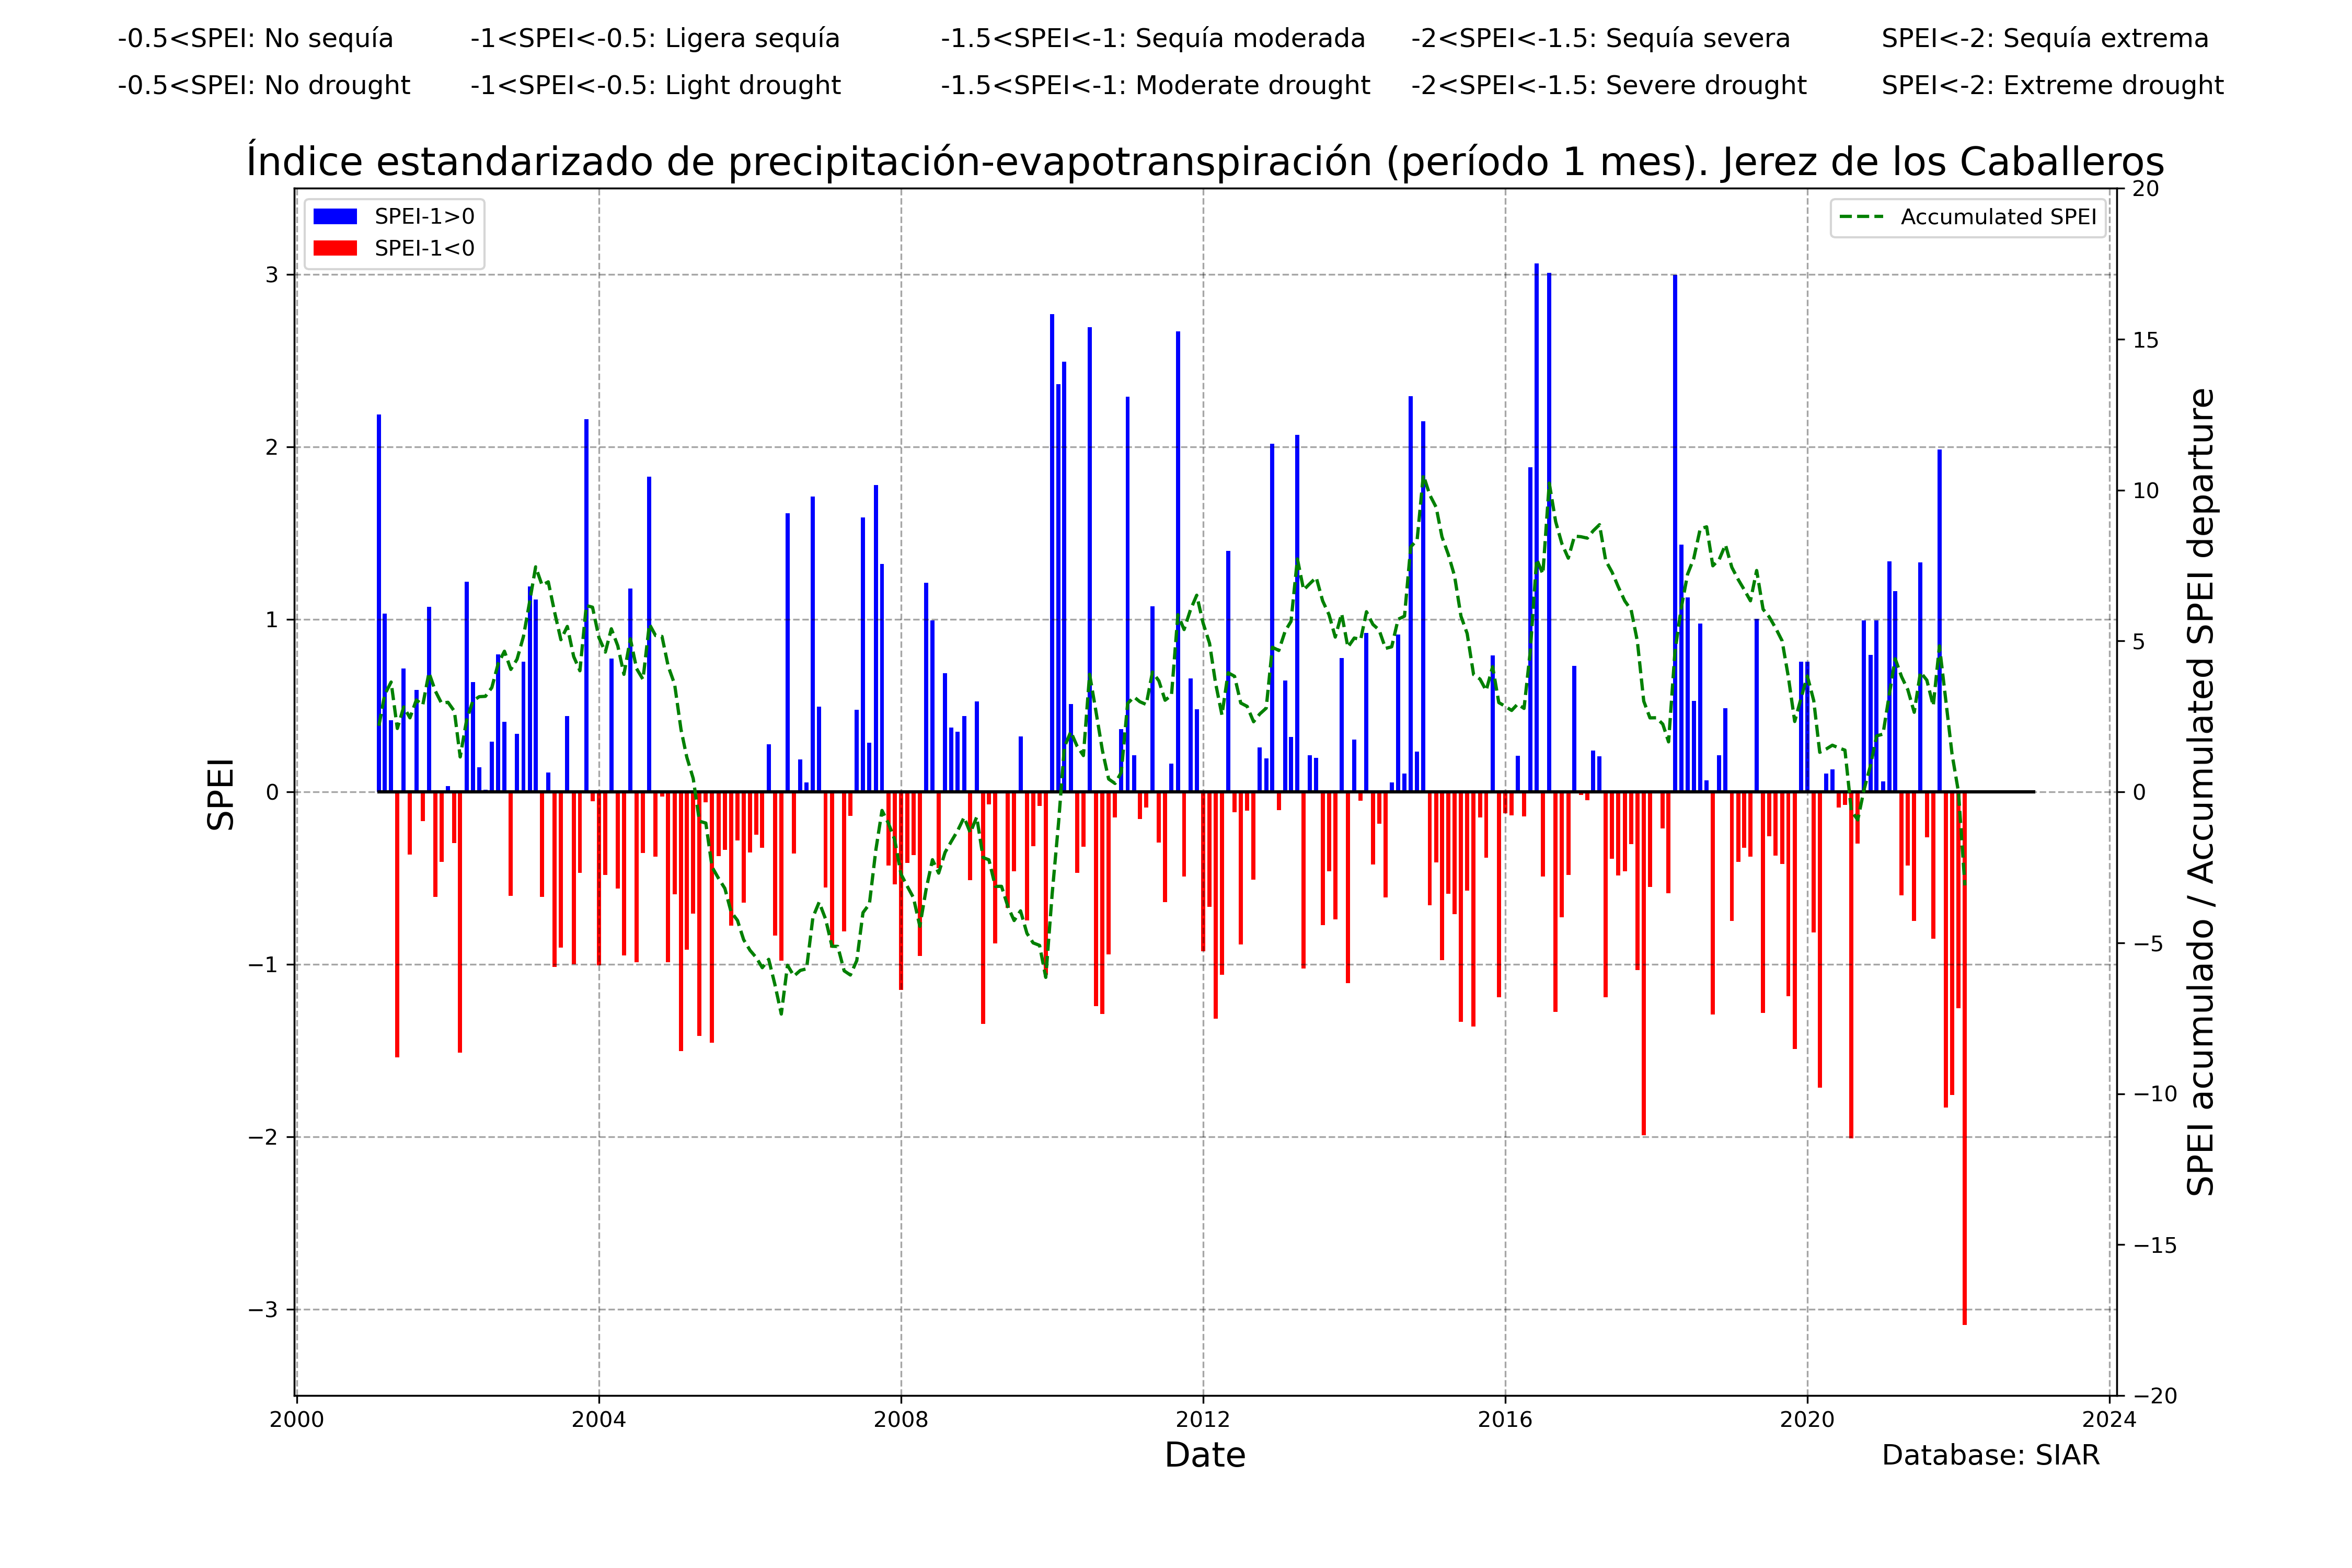 -0.5<SPEI: No sequía -1<SPEI<-0.5: Ligera sequía -1.5<SPEI<-1: Sequía moderada -2<SPEI<-1.5: Sequía severa SPEI<-2: Sequía extrema
-0.5<SPEI: No drought -1<SPEI<-0.5: Light drought -1.5<SPEI<-1: Moderate drought -2<SPEI<-1.5: Severe drought SPEI<-2: Extreme drought
Índice estandarizado de precipitación-evapotranspiración (período 1 mes). Jerez de los Caballeros
SPEI-1>0
SPEI-1<0
Accumulated SPEI
SPEI
3
2
1
0
−1
−2
−3
20
15
10
5
0
−5
−10
−15
−20
SPEI acumulado / Accumulated SPEI departure
2000 2004 2008 2012 2016 2020 2024
Date
Database: SIAR